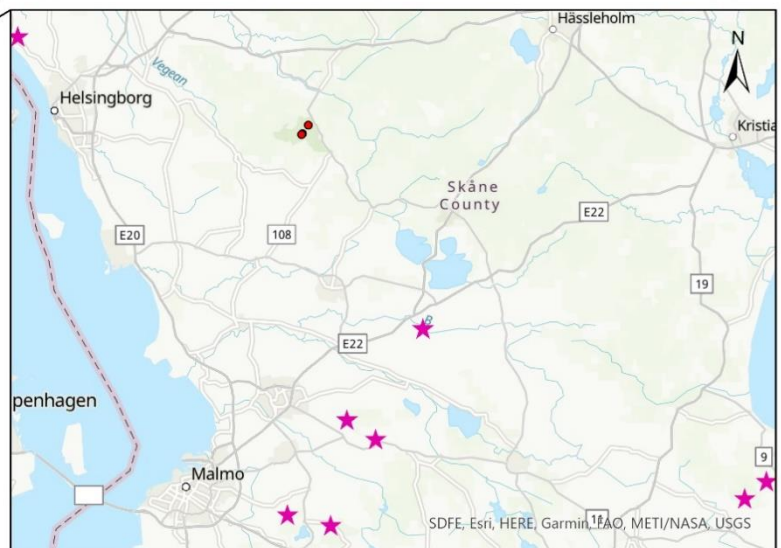 Hässleholm
N
Vegean
Helsingborg
Kristia
Skåne
County
E22
E20
108
19
E22
penhagen
9
Malmo
SDFE, Esri, HERE, Garmin, FAO, METI/NASA, USGS